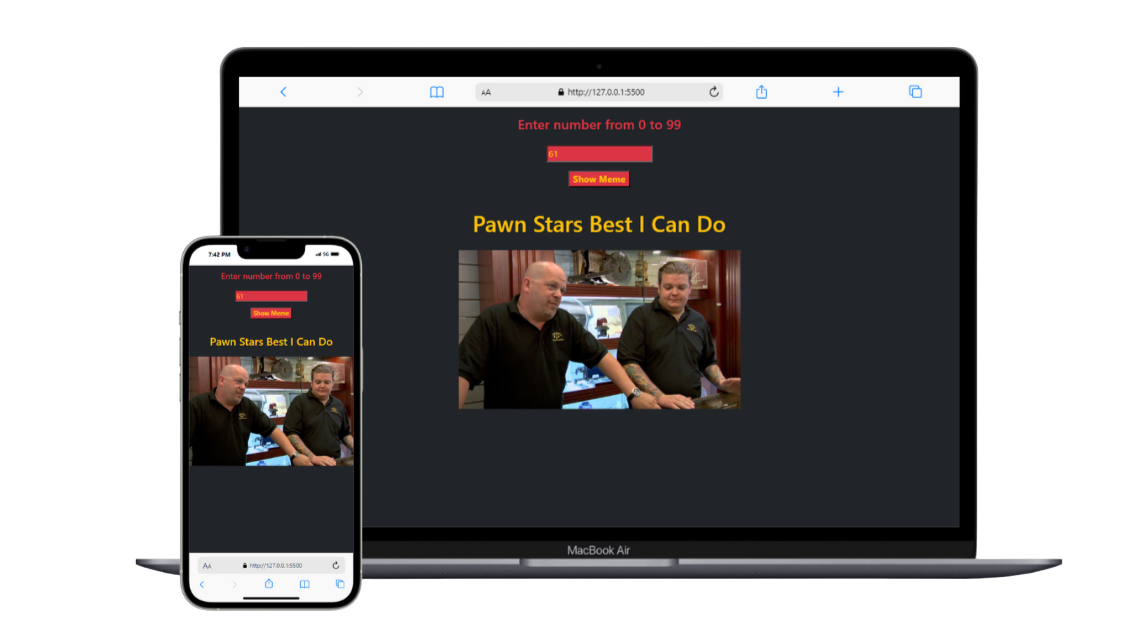 AA
http://127.0.0.1:5500
Enter number from 0 to 99
61
Show Meme
Pawn Stars Best I Can Do
MacBook Air
7:42 PM
5G
Enter number from 0 to 99
61
Show Meme
Pawn Stars Best I Can Do
AA
http://127.0.0.1:5500